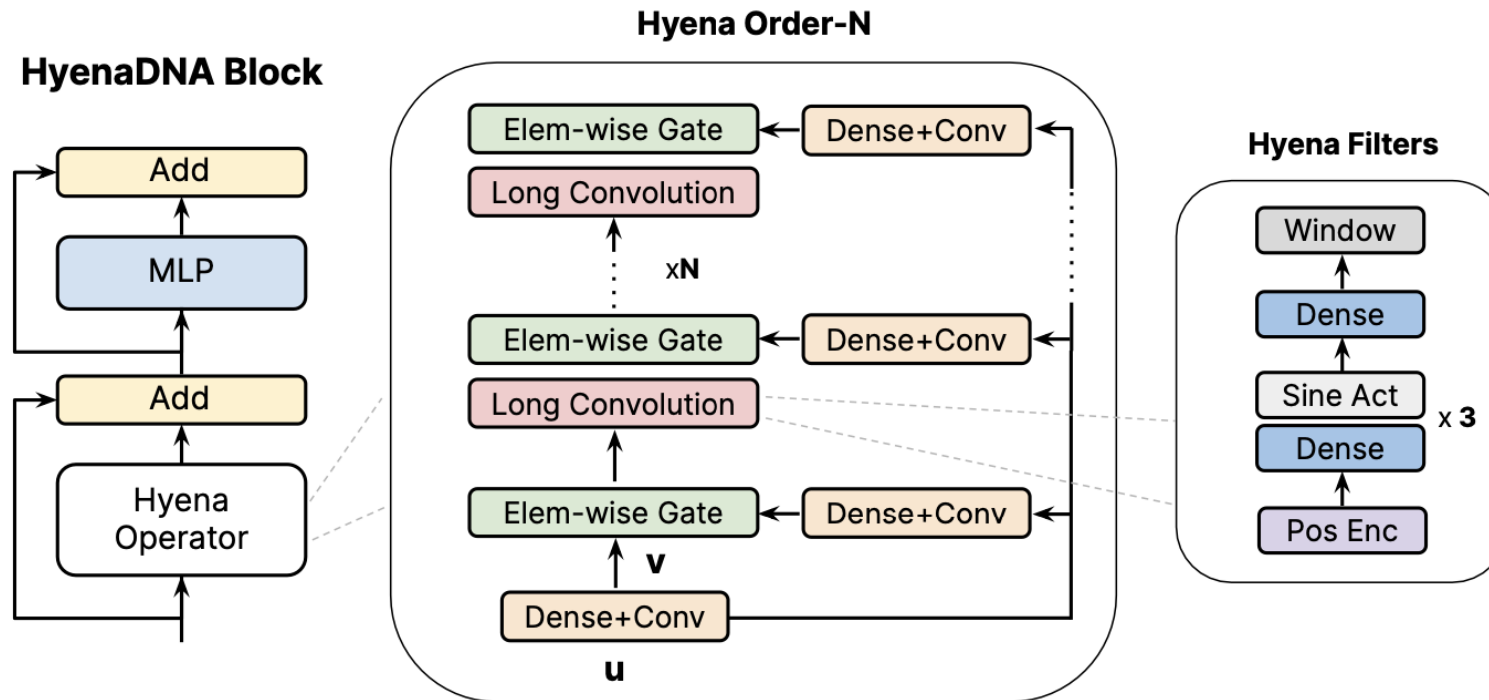 HyenaDNA Block
Add
MLP
Add
Hyena
Operator
Hyena Order-N
Elem-wise Gate
Dense+Conv
Long Convolution
xN
Elem-wise Gate
Dense+Conv
Long Convolution
Elem-wise Gate
Dense+Conv
v
Dense+Conv
u
Hyena Filters
Window
Dense
Sine Act
x 3
Dense
Pos Enc